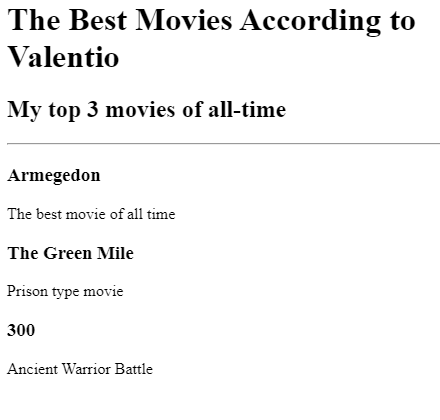 The Best Movies According to
Valentio
My top 3 movies of all-time
Armegedon
The best movie of all time
The Green Mile
Prison type movie
300
Ancient Warrior Battle